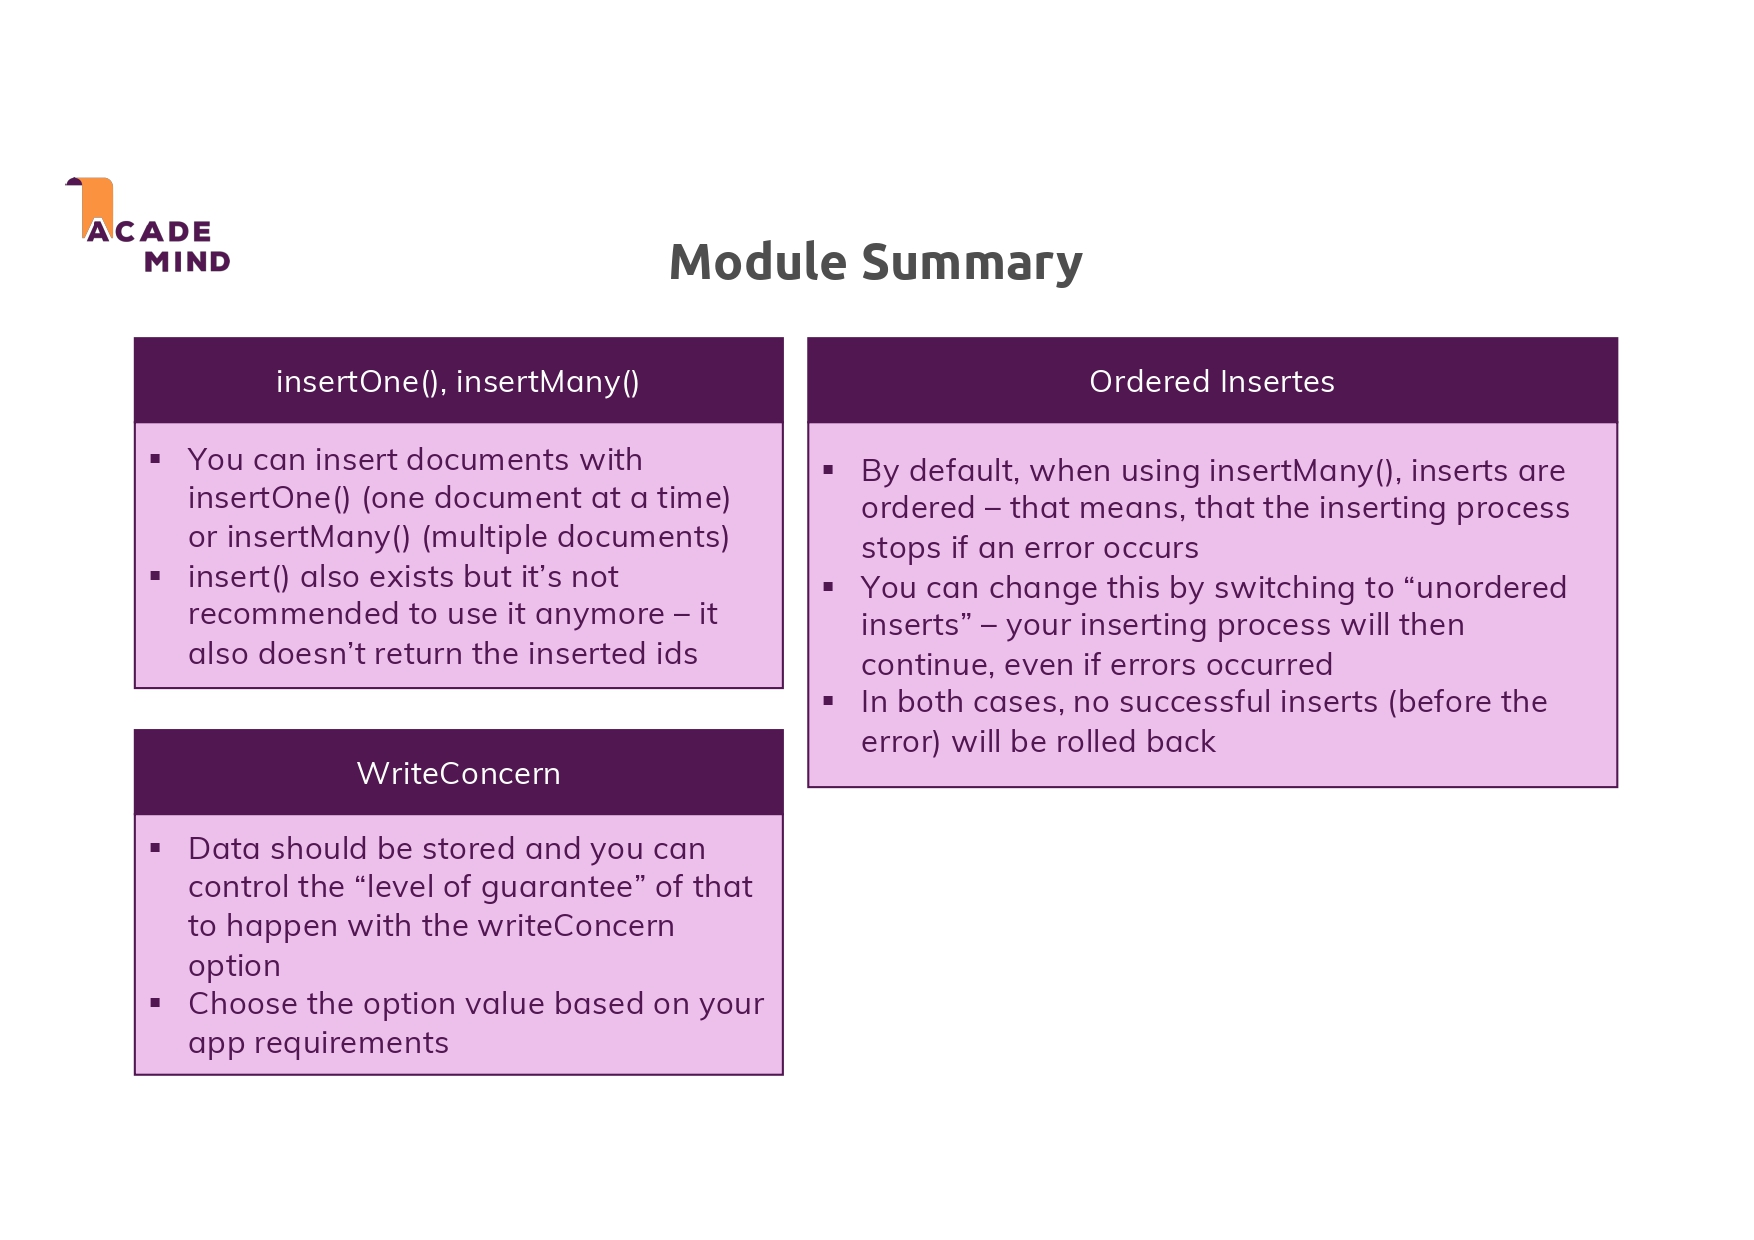 ACADE
MIND
Module Summary
insertOne(), insertMany()
▪ You can insert documents with
insertOne() (one document at a time)
or insertMany() (multiple documents)
▪ insert() also exists but it’s not
recommended to use it anymore – it
also doesn’t return the inserted ids
WriteConcern
▪ Data should be stored and you can
control the “level of guarantee” of that
to happen with the writeConcern
option
▪ Choose the option value based on your
app requirements
Ordered Insertes
▪ By default, when using insertMany(), inserts are
ordered – that means, that the inserting process
stops if an error occurs
▪ You can change this by switching to “unordered
inserts” – your inserting process will then
continue, even if errors occurred
▪ In both cases, no successful inserts (before the
error) will be rolled back